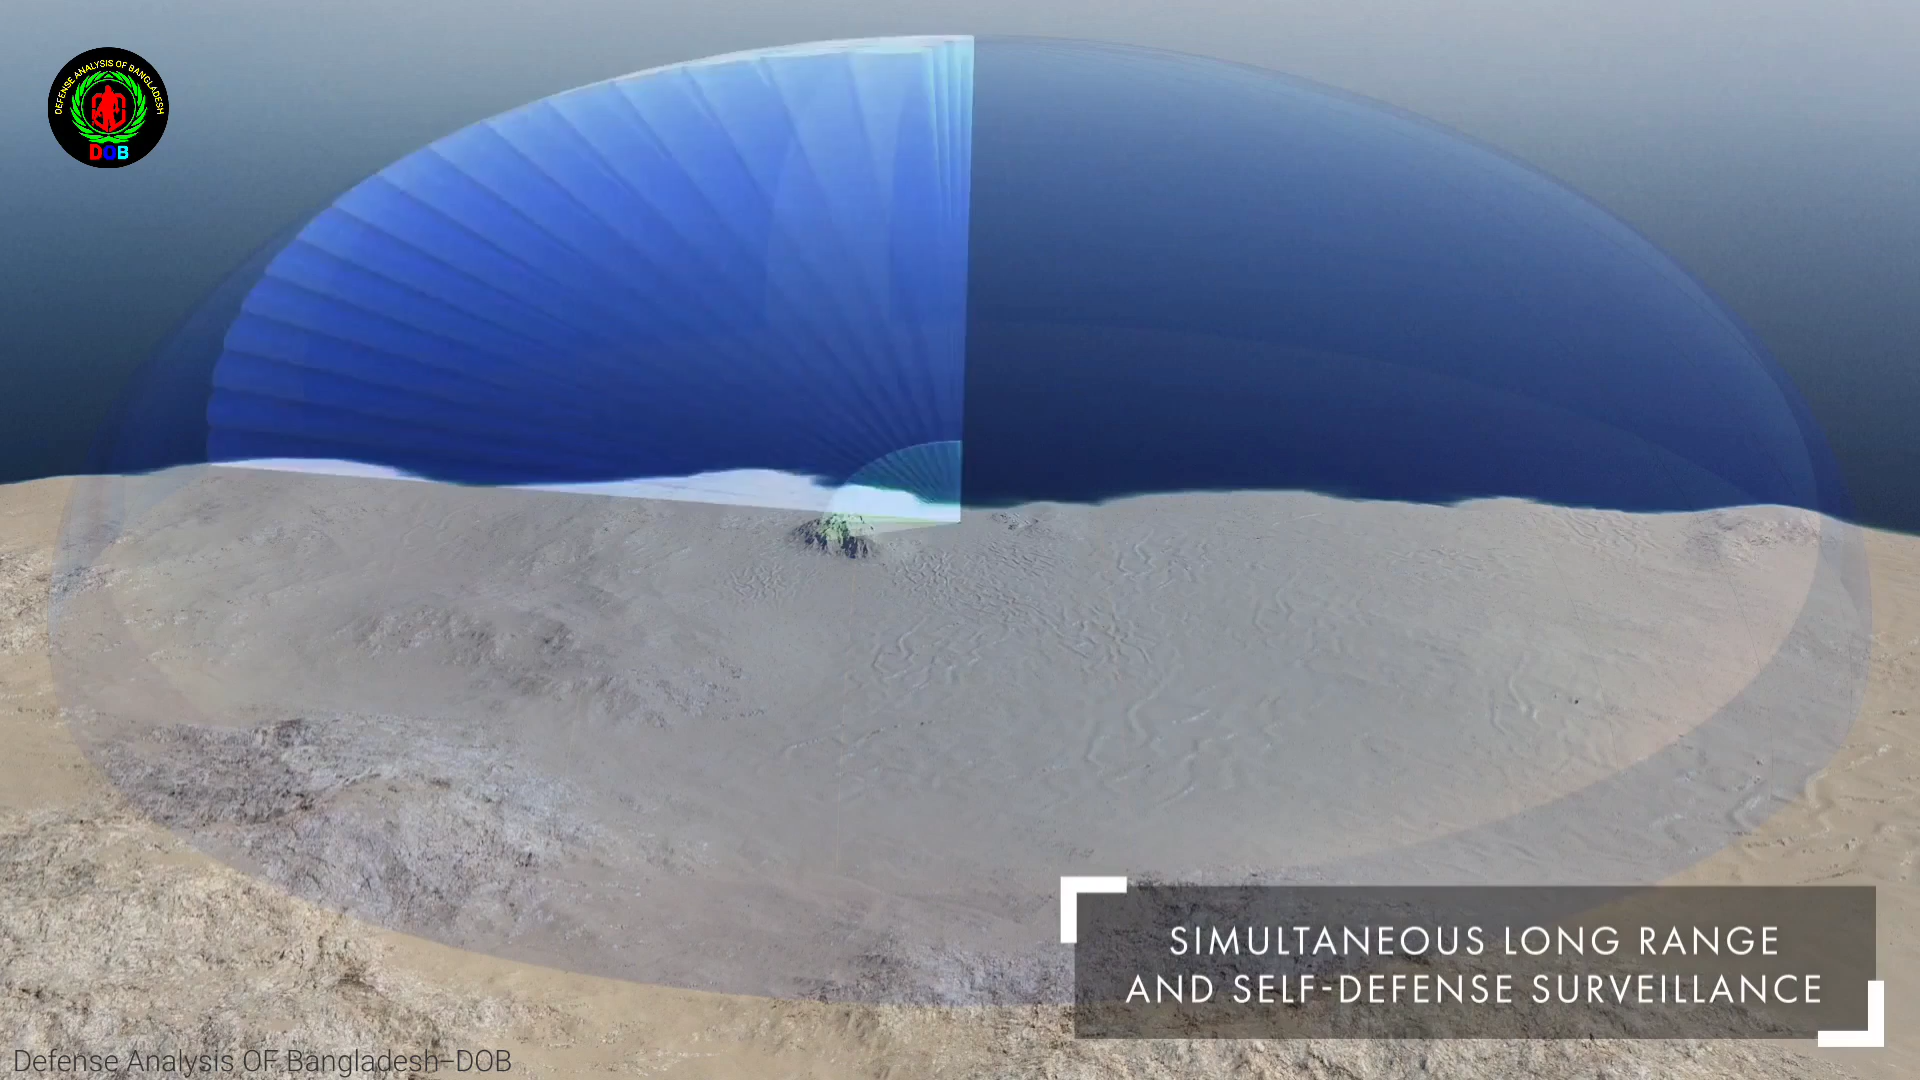 DEFENSE ANALYSIS OF BANGLADESH
DOB
SIMULTANEOUS LONG RANGE
AND SELF-DEFENSE SURVEILLANCE
Defense Analysis OF Bangladesh-DOB